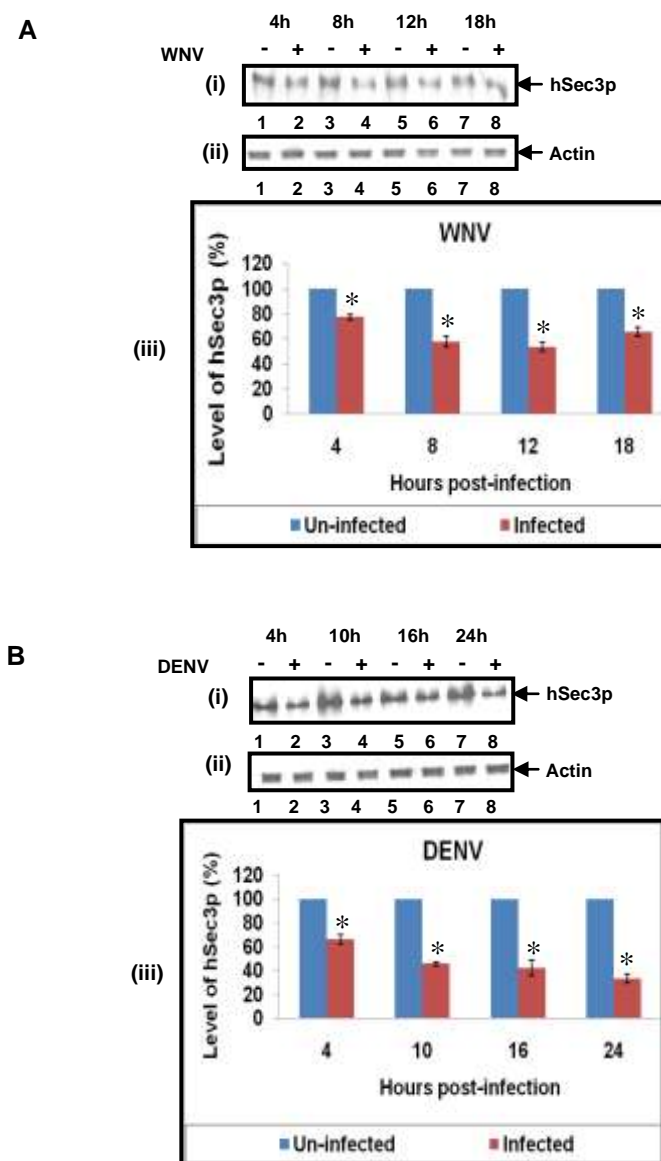 A
4h 8h 12h 18h
WNV - + - + - + - +
(i) hSec3p
1 2 3 4 5 6 7 8
(ii) Actin
1 2 3 4 5 6 7 8
WNV
(iii)
Level of hSec3p (%)
120
100
80
60
40
20
0
* * * *
4 8 12 18
Hours post-infection
Un-infected Infected
B
4h 10h 16h 24h
DENV - + - + - + - +
(i) hSec3p
1 2 3 4 5 6 7 8
(ii) Actin
1 2 3 4 5 6 7 8
DENV
(iii)
Level of hSec3p (%)
120
100
80
60
40
20
0
* * * *
4 10 16 24
Hours post-infection
Un-infected Infected